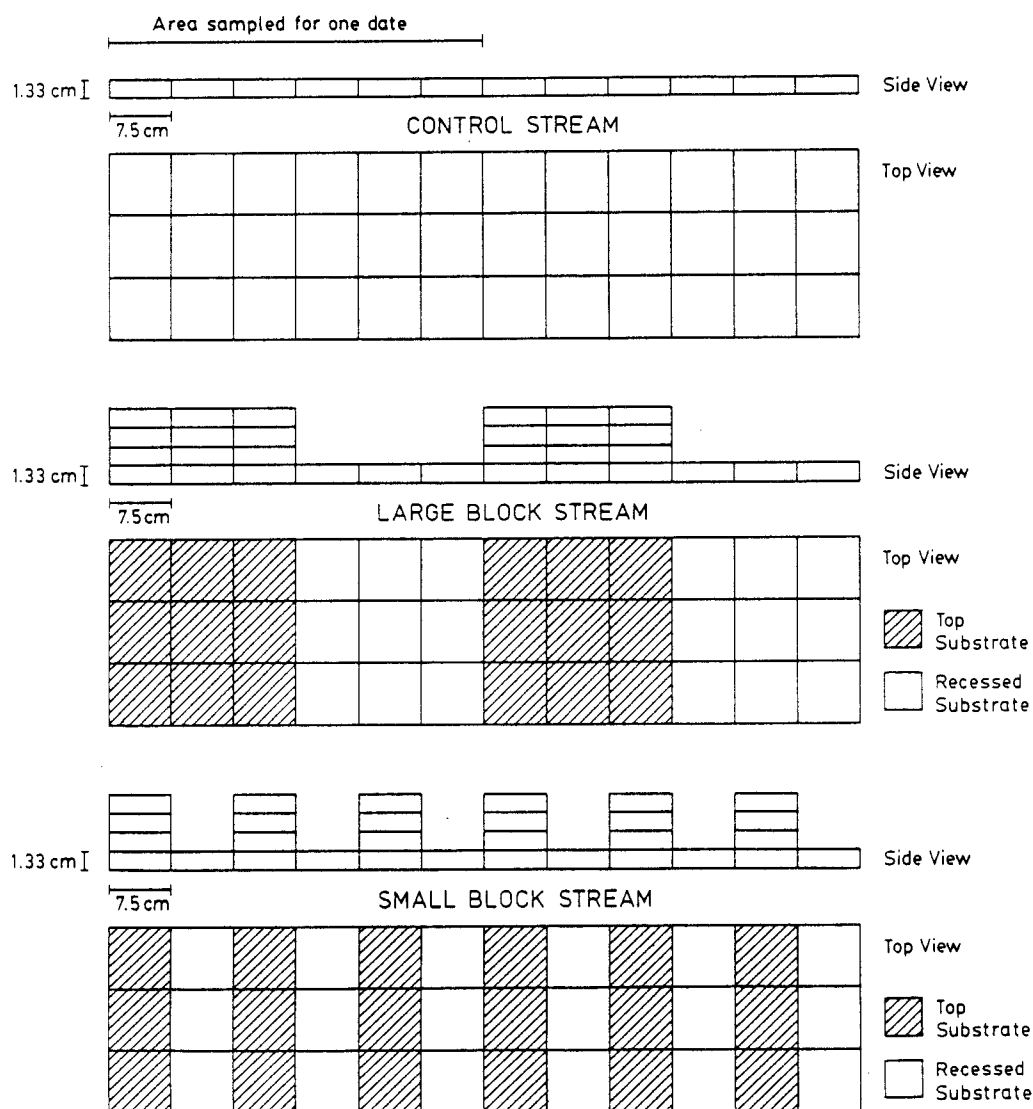 Area sampled for one date
1.33 cm
Side View
7.5 cm
CONTROL STREAM
Top View
1.33 cm
Side View
7.5 cm
LARGE BLOCK STREAM
Top View
Top
Substrate
Recessed
Substrate
1.33 cm
Side View
7.5 cm
SMALL BLOCK STREAM
Top View
Top
Substrate
Recessed
Substrate